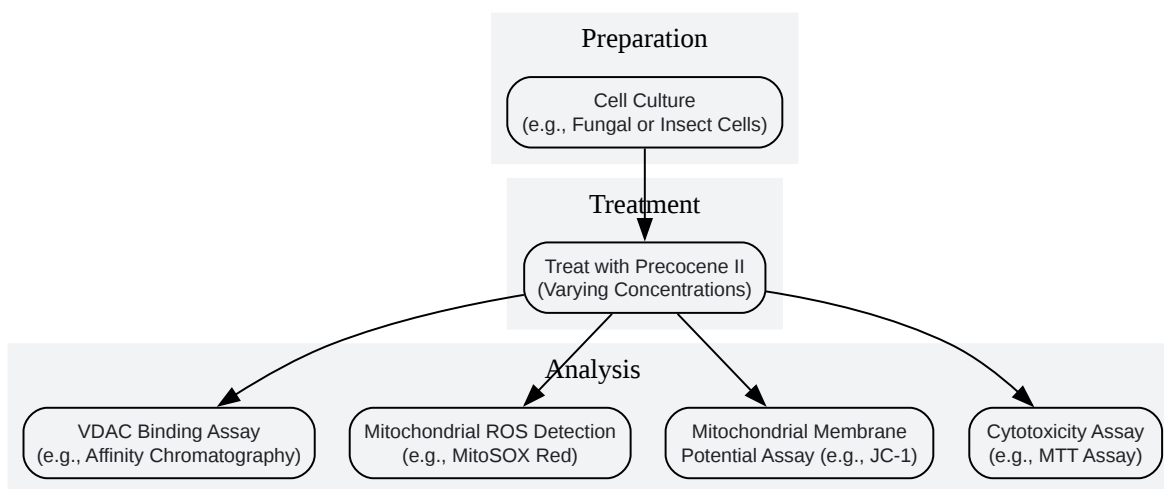 Preparation
Cell Culture
(e.g., Fungal or Insect Cells)
Treatment
Treat with Precocene II
(Varying Concentrations)
Analysis
VDAC Binding Assay
(e.g., Affinity Chromatography)
Mitochondrial ROS Detection
(e.g., MitoSOX Red)
Mitochondrial Membrane
Potential Assay (e.g., JC-1)
Cytotoxicity Assay
(e.g., MTT Assay)